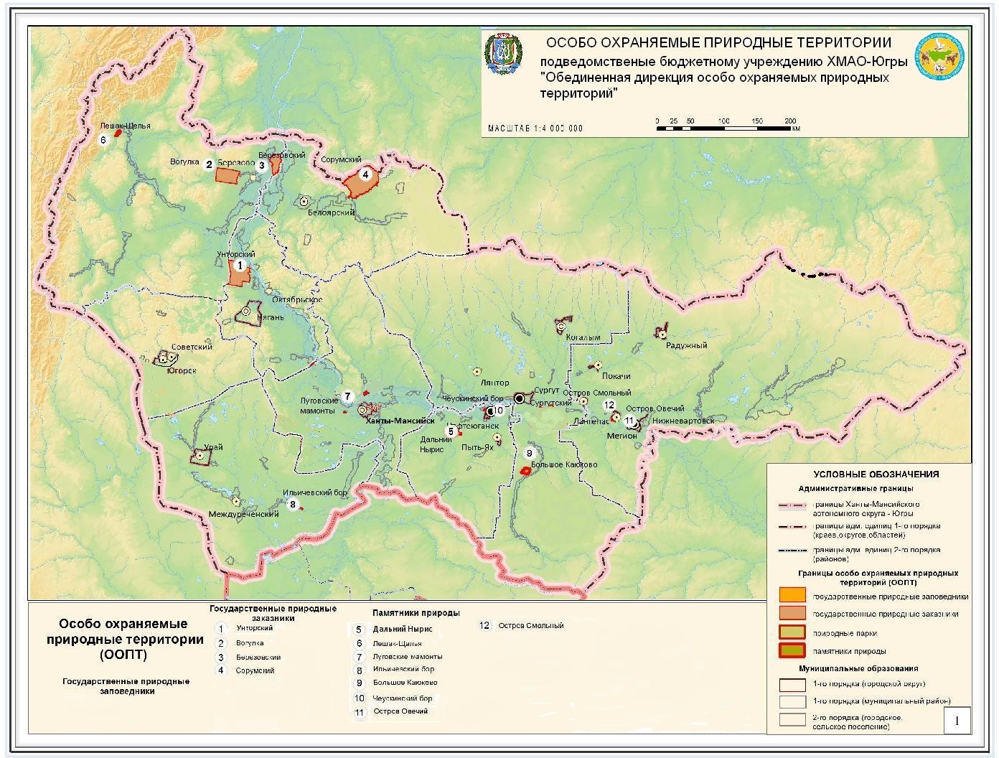 ОСОБО ОХРАНЯЕМЫЕ ПРИРОДНЫЕ ТЕРРИТОРИИ
подведомственые бюджетному учреждению ХМАО-Югры
"Обединенная дирекция особо охраняемых природных
территорий"
МАСШТАБ 1:4 000 000
0 25 50 100 150 200
км
Лешак-Щелья
6
Вогулка 2 Березово 3 Березовский
Сорумский
4
Белоярский
Унторский
1
Октябрьское
Нягань
Советский
Югорск
Когалым
Радужный
Покачи
Лянтор
Сургут
Чеускинский бор
Сургутский
Остров Смольный
7
Луговские
мамонты
Ханты-Мансийск
10
Нефтеюганск
12
Остров Овечий
Лангепас
11
Нижневартовск
Мегион
5
Дальний
Нырис
Пыть-Ях
9
Большое Каюково
Урай
Ильичевский бор
8
Междуреченский
УСЛОВНЫЕ ОБОЗНАЧЕНИЯ
Административные границы
границы Ханты-Мансийского
автономного округа - Югры
границы адм. единиц 1-го порядка
(краев,округов,областей)
границы адм. единиц 2-го порядка
(районов)
Границы особо охраняемых природных
территорий (ООПТ)
государственные природные заповедники
государственные природные заказники
природные парки
памятники природы
Муниципальные образования
1-го порядка (городской округ)
1-го порядка (муниципальный район)
2-го порядка (городское,
сельское поселение)
1
Особо охраняемые
природные территории
(ООПТ)
Государственные природные
заповедники
Государственные природные
заказники
1 Унторский
2 Вогулка
3 Березовский
4 Сорумский
Памятники природы
5 Дальний Нырис
6 Лешак-Щалья
7 Луговские мамонты
8 Ильичевский бор
9 Большое Каюково
10 Чеускинский бор
11 Остров Овечий
12 Остров Смольный